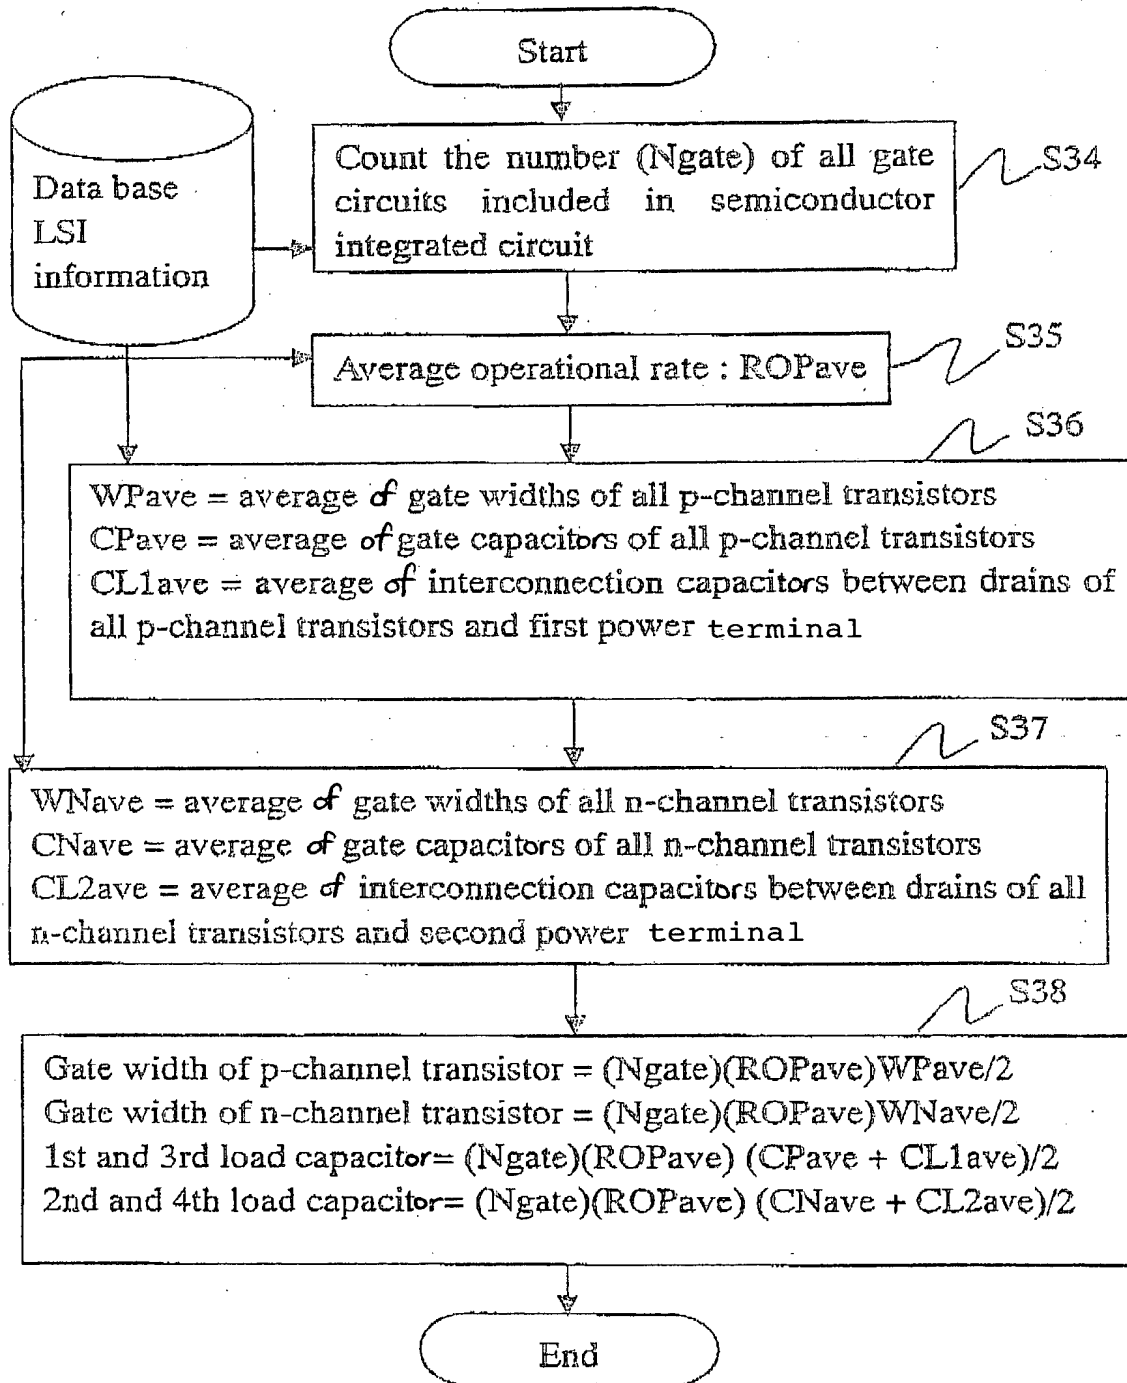 Start
Data base
LSI
information
Count the number (Ngate) of all gate
circuits included in semiconductor
integrated circuit
S34
Average operational rate : ROPave
S35
S36
WPave = average of gate widths of all p-channel transistors
CPave = average of gate capacitors of all p-channel transistors
CL1ave = average of interconnection capacitors between drains of
all p-channel transistors and first power terminal
S37
WNave = average of gate widths of all n-channel transistors
CNave = average of gate capacitors of all n-channel transistors
CL2ave = average of interconnection capacitors between drains of all
n-channel transistors and second power terminal
S38
Gate width of p-channel transistor = (Ngate)(ROPave)WPave/2
Gate width of n-channel transistor = (Ngate)(ROPave)WNave/2
1st and 3rd load capacitor= (Ngate)(ROPave) (CPave + CL1ave)/2
2nd and 4th load capacitor= (Ngate)(ROPave) (CNave + CL2ave)/2
End